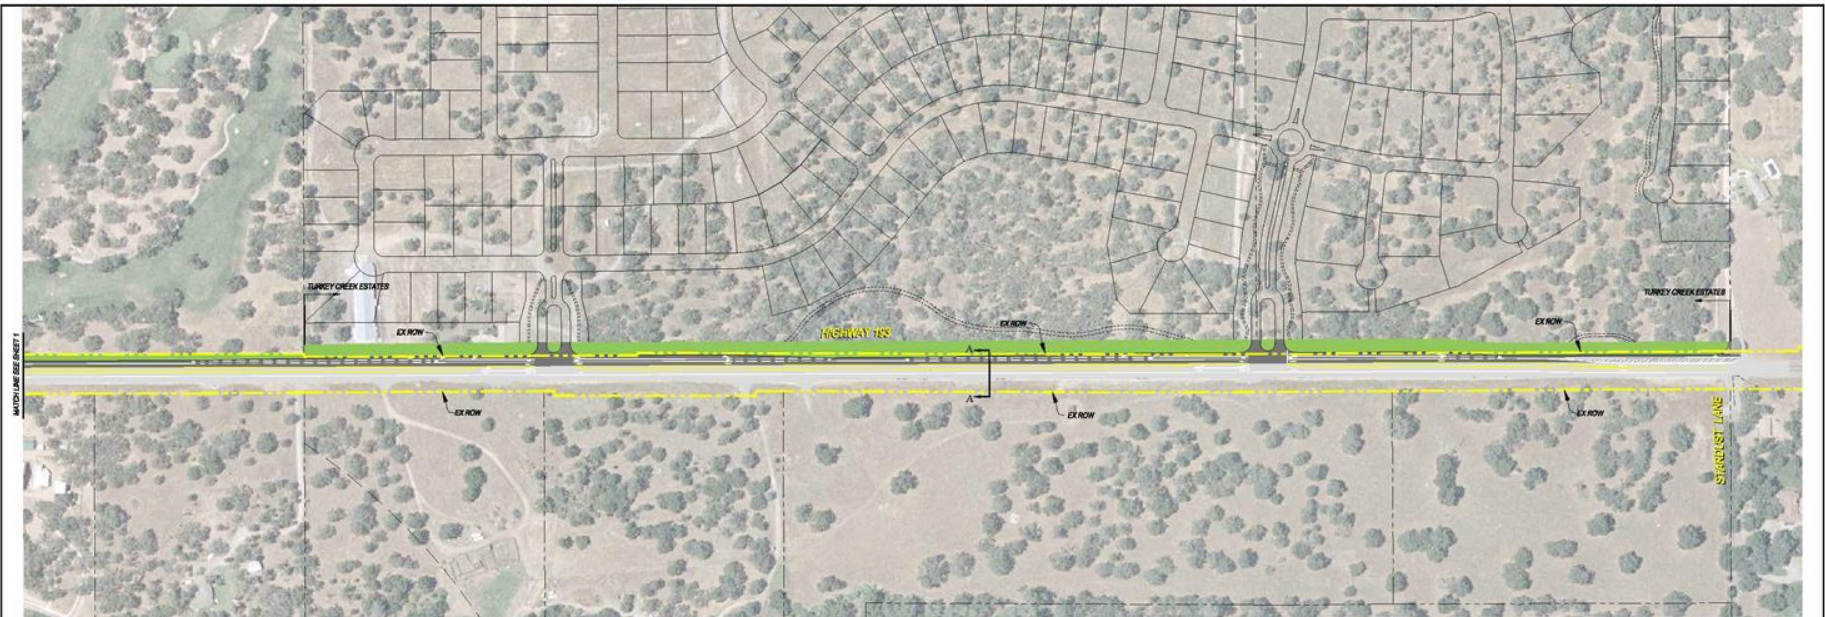 TURKEY CREEK ESTATES
TURKEY CREEK ESTATES
EX ROW
HIGHWAY 193
EX ROW
EX ROW
MATCH LINE SEE SHEET 1
A
A
EX ROW
EX ROW
EX ROW
STARDUST LANE